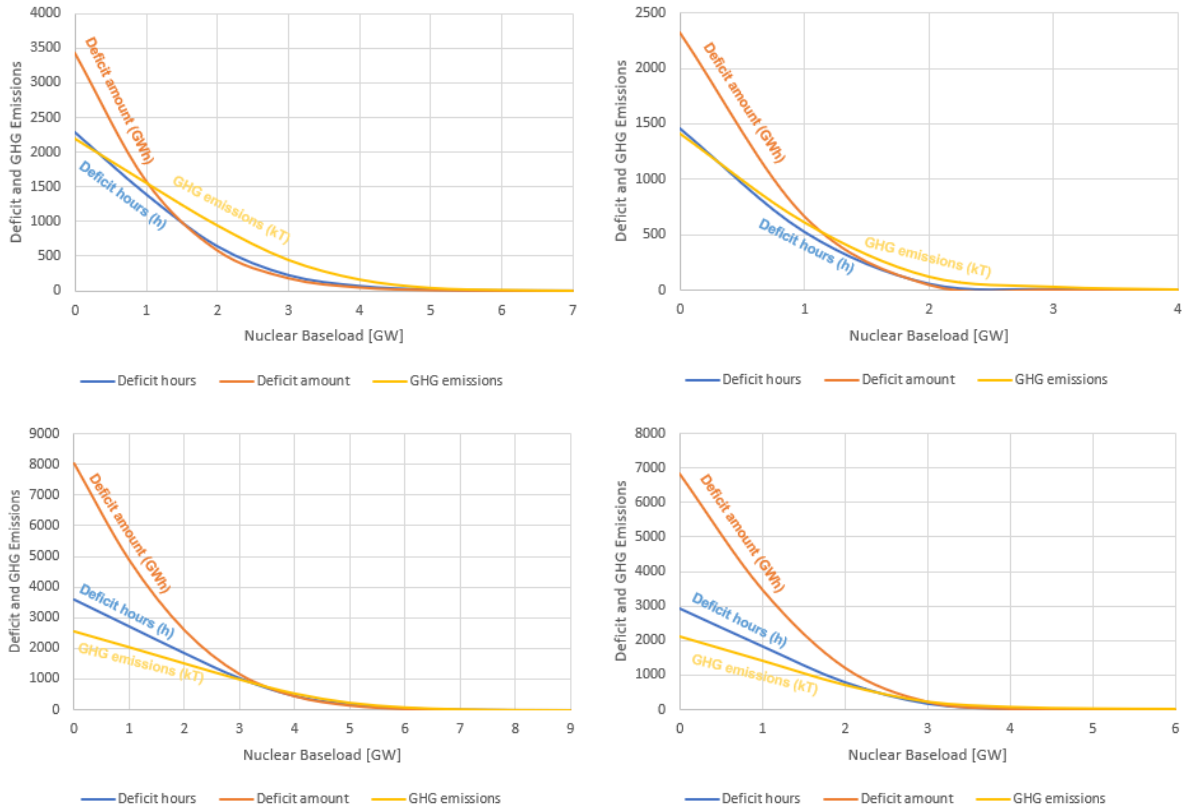 4000
3500
3000
2500
2000
1500
1000
500
0
Deficit and GHG Emissions
Deficit amount (GWh)
Deficit hours (h)
GHG emissions (kT)
0 1 2 3 4 5 6 7
Nuclear Baseload [GW]
Deficit hours Deficit amount GHG emissions
2500
2000
1500
1000
500
0
Deficit and GHG Emissions
Deficit amount (GWh)
Deficit hours (h)
GHG emissions (kT)
0 1 2 3 4
Nuclear Baseload [GW]
Deficit hours Deficit amount GHG emissions
9000
8000
7000
6000
5000
4000
3000
2000
1000
0
Deficit and GHG Emissions
Deficit amount (GWh)
Deficit hours (h)
GHG emissions (kT)
0 1 2 3 4 5 6 7 8 9
Nuclear Baseload [GW]
Deficit hours Deficit amount GHG emissions
8000
7000
6000
5000
4000
3000
2000
1000
0
Deficit and GHG Emissions
Deficit amount (GWh)
Deficit hours (h)
GHG emissions (kT)
0 1 2 3 4 5 6
Nuclear Baseload [GW]
Deficit hours Deficit amount GHG emissions